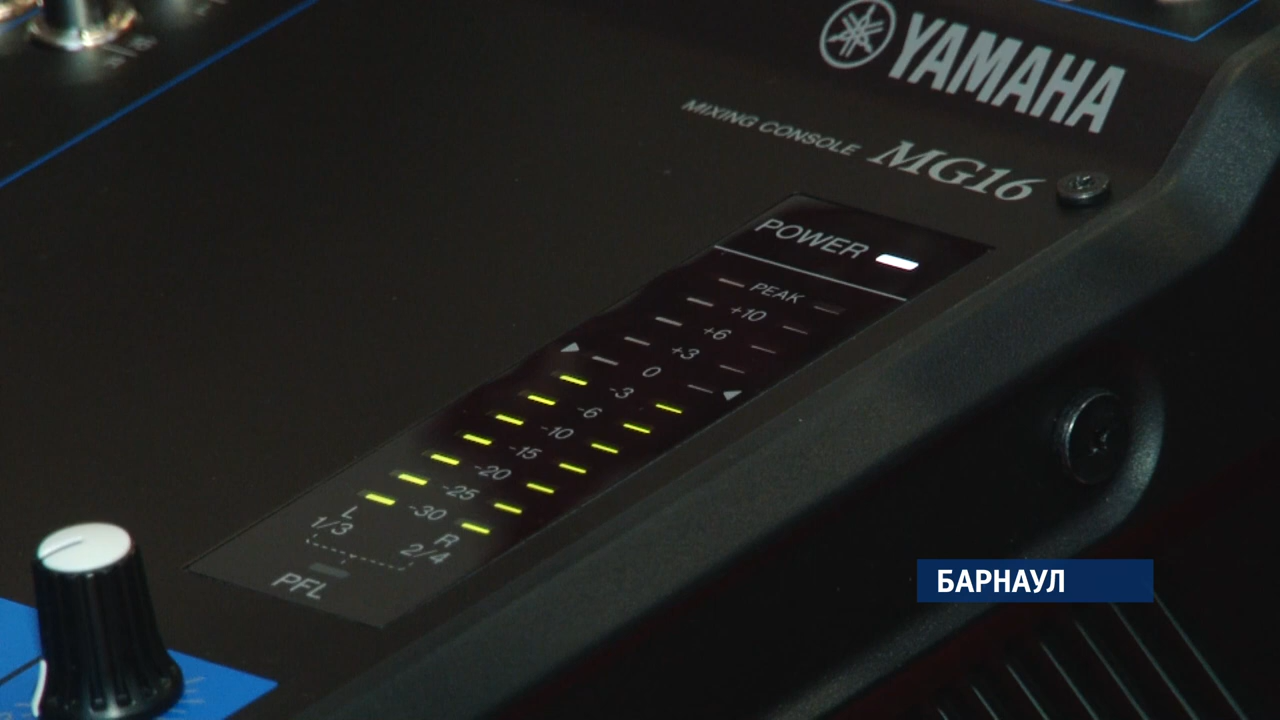 YAMAHA
MIXING CONSOLE MG16
POWER
PEAK
+10
+6
+3
0
-3
-6
-10
-15
-20
-25
-30
L R
1/3 2/4
PFL
БАРНАУЛ